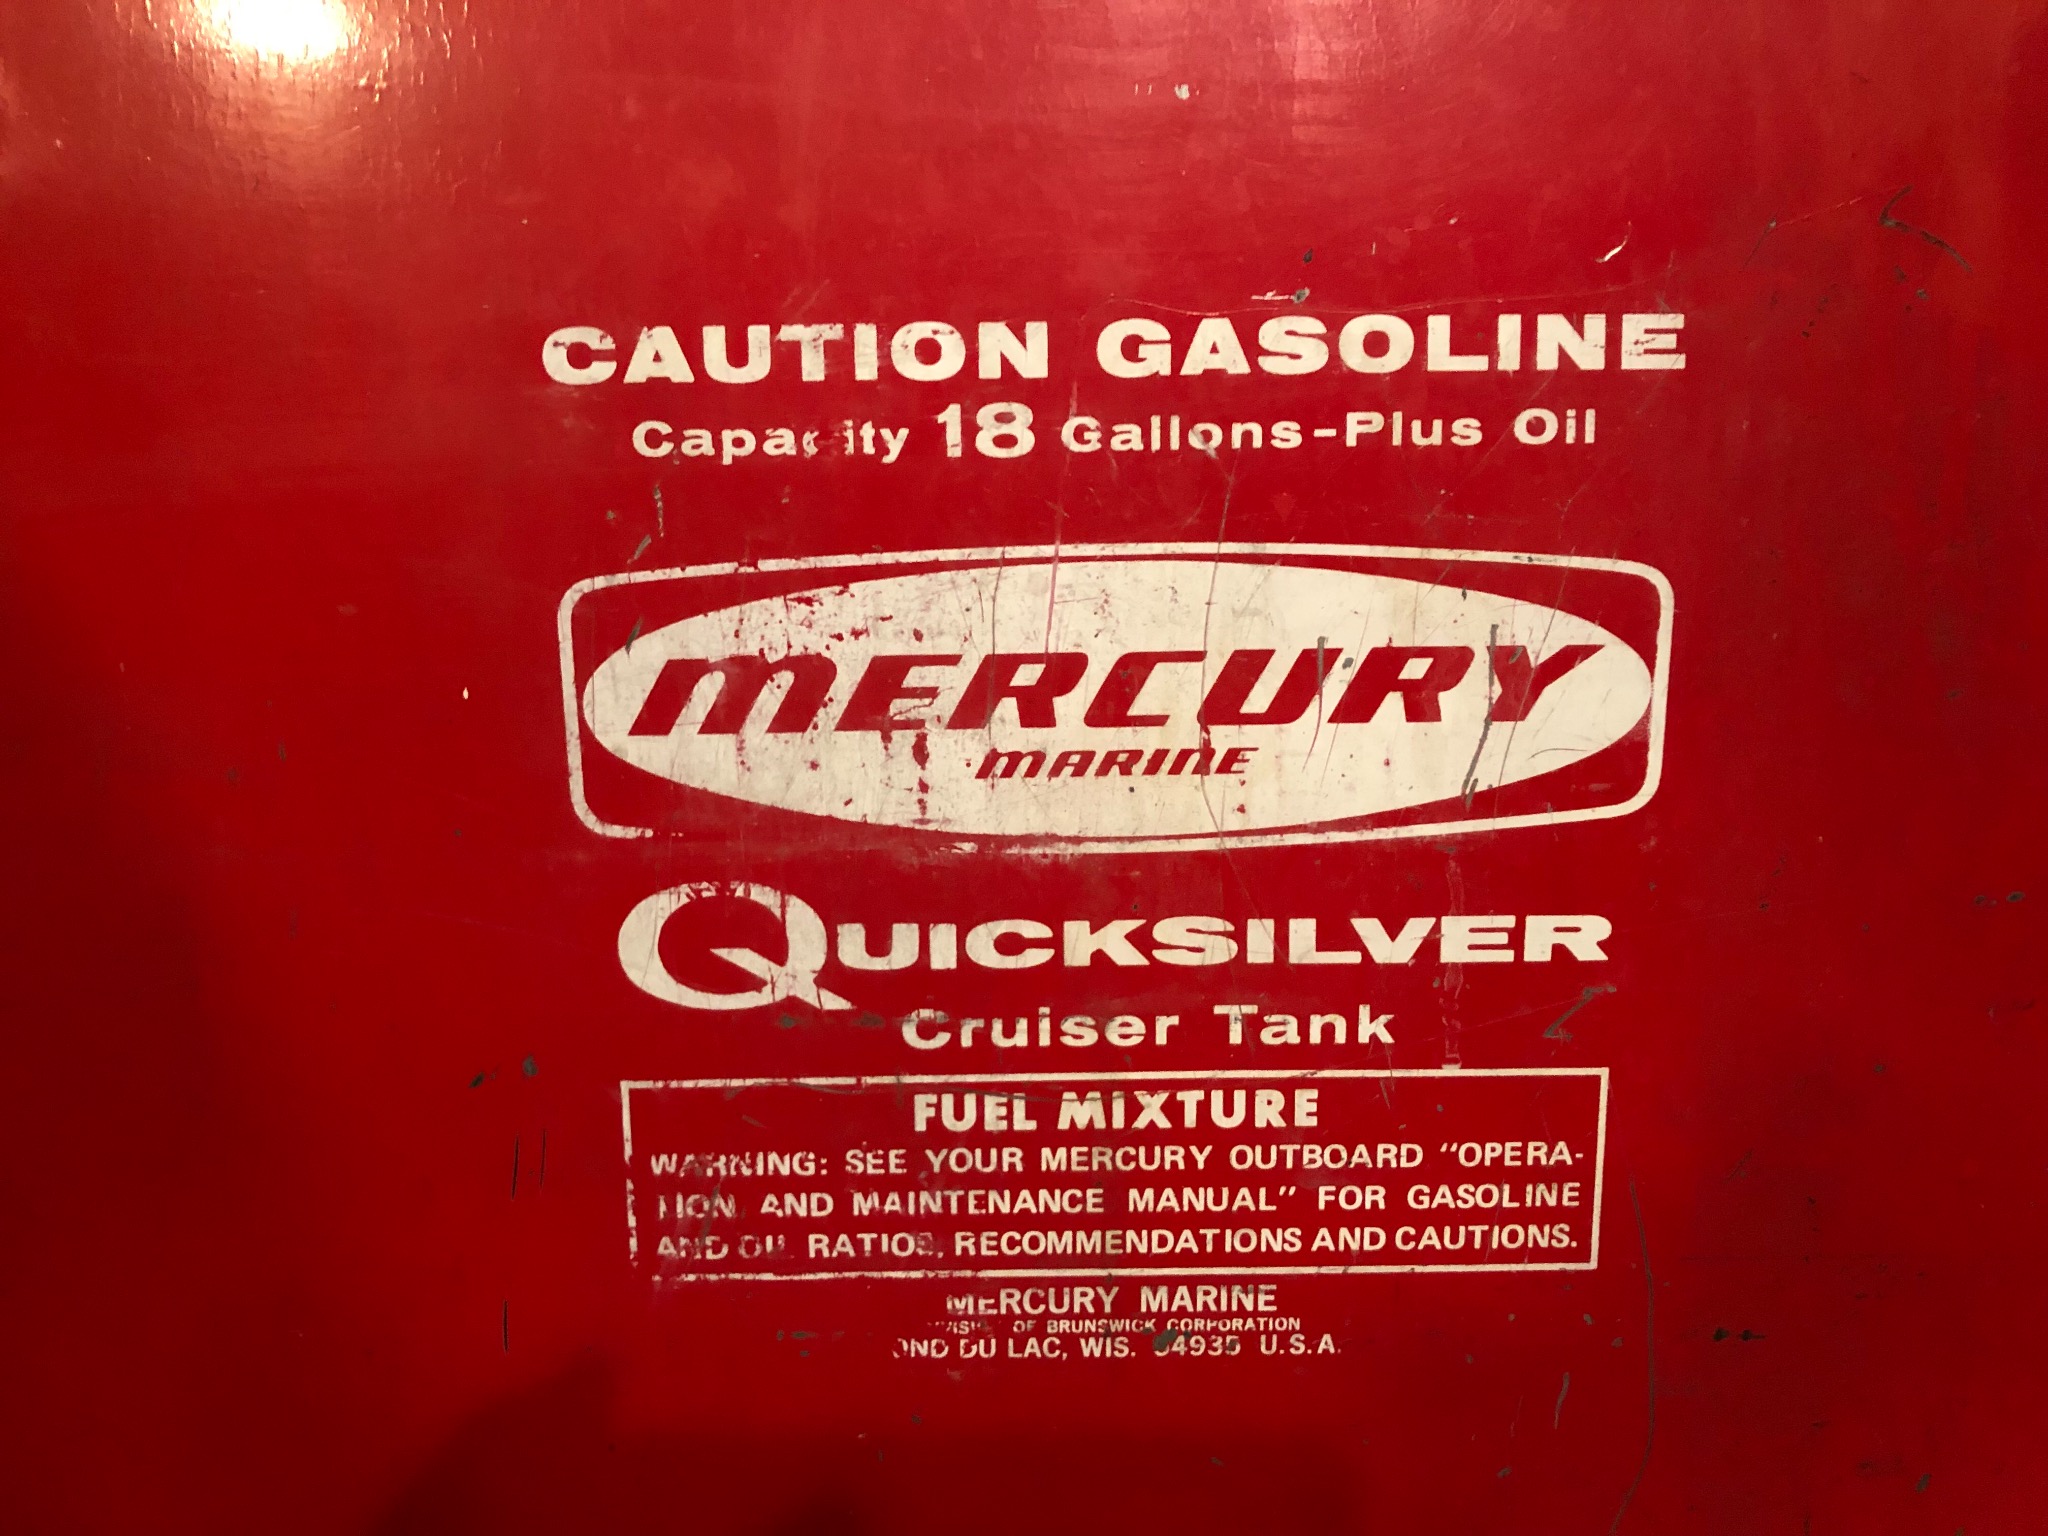 CAUTION GASOLINE
Capacity 18 Gallons-Plus Oil
MERCURY
MARINE
QUICKSILVER
Cruiser Tank
FUEL MIXTURE
WARNING: SEE YOUR MERCURY OUTBOARD "OPERA-
TION AND MAINTENANCE MANUAL" FOR GASOLINE
AND OIL RATIOS, RECOMMENDATIONS AND CAUTIONS.
MERCURY MARINE
DIVISION OF BRUNSWICK CORPORATION
FOND DU LAC, WIS. 54935 U.S.A.